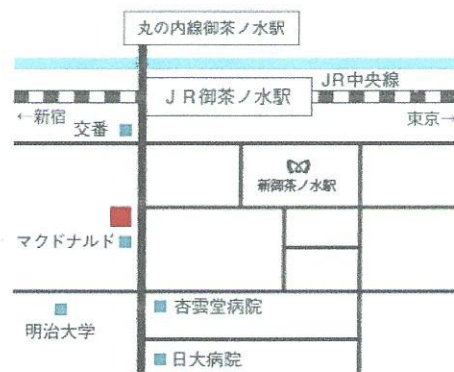 丸の内線御茶ノ水駅
JR御茶ノ水駅
JR中央線
←新宿
東京→
交番
新御茶ノ水駅
マクドナルド
杏雲堂病院
明治大学
日大病院